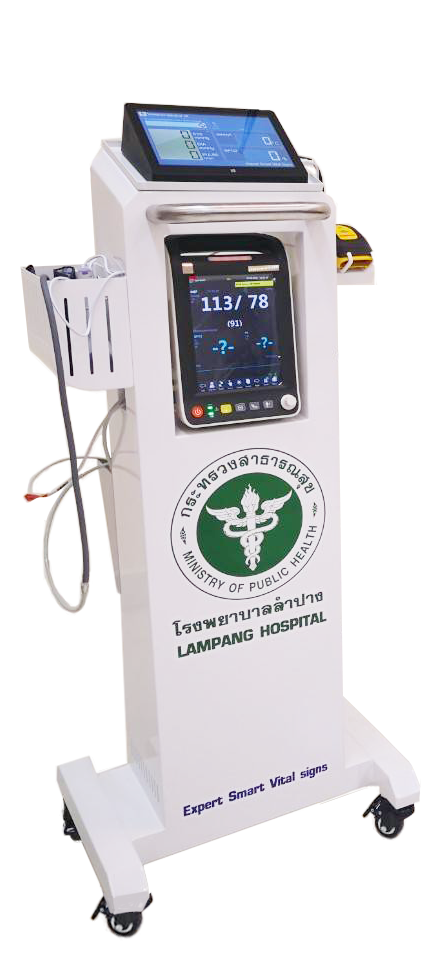 113/ 78
(91)
-?-
-?-
กระทรวงสาธารณสุข
MINISTRY OF PUBLIC HEALTH
โรงพยาบาลลำปาง
LAMPANG HOSPITAL
Expert Smart Vital signs